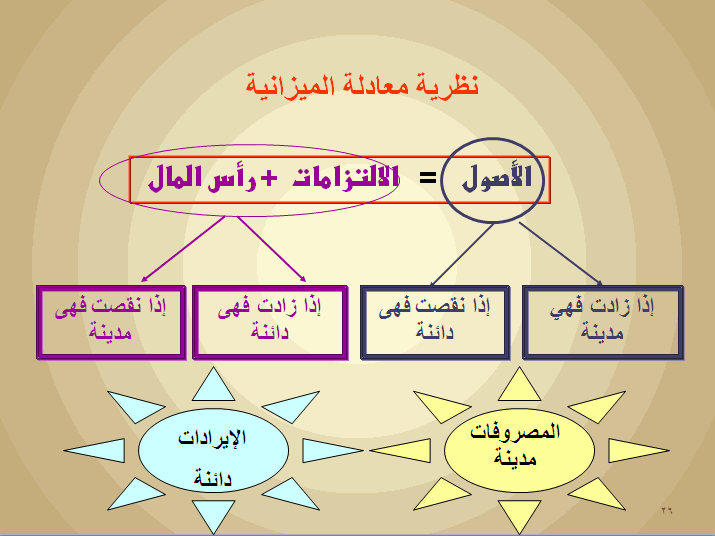 نظرية معادلة الميزانية
الأصول = الالتزامات + رأس المال
إذا زادت فهي
مدينة
إذا نقصت فهى
دائنة
إذا زادت فهى
دائنة
إذا نقصت فهى
مدينة
المصروفات
مدينة
الإيرادات
دائنة
٢٦